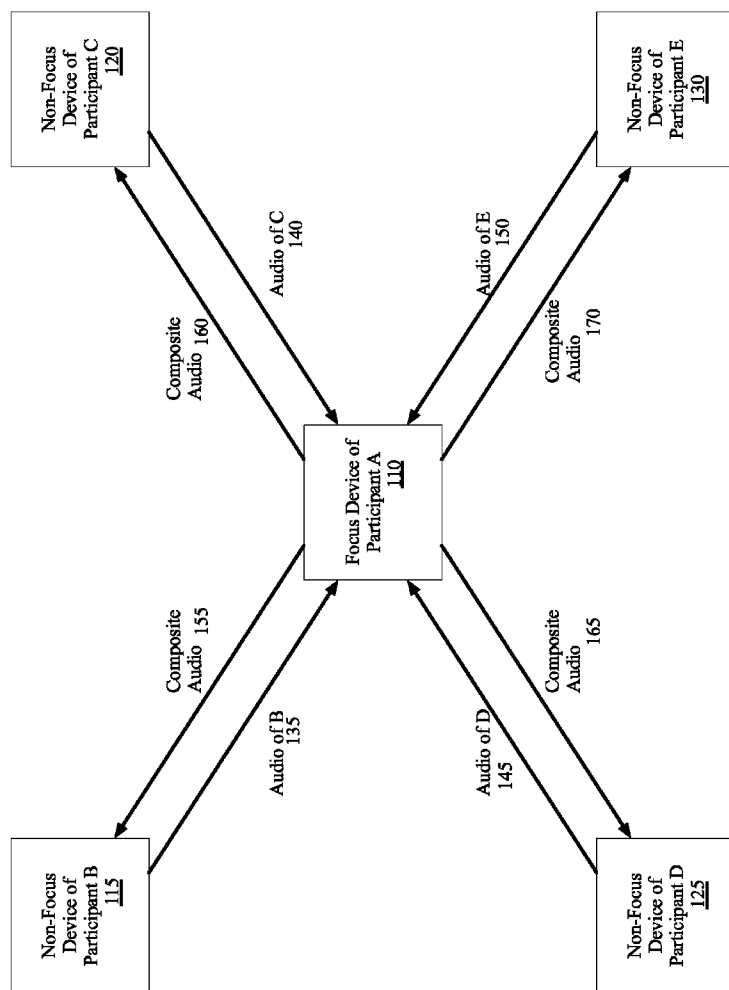 Non-Focus
Device of
Participant B
115
Non-Focus
Device of
Participant C
120
Composite
Audio 155
Composite
Audio 160
Audio of B
135
Audio of C
140
Focus Device of
Participant A
110
Audio of D
145
Audio of E
150
Composite
Audio 165
Composite
Audio 170
Non-Focus
Device of
Participant D
125
Non-Focus
Device of
Participant E
130